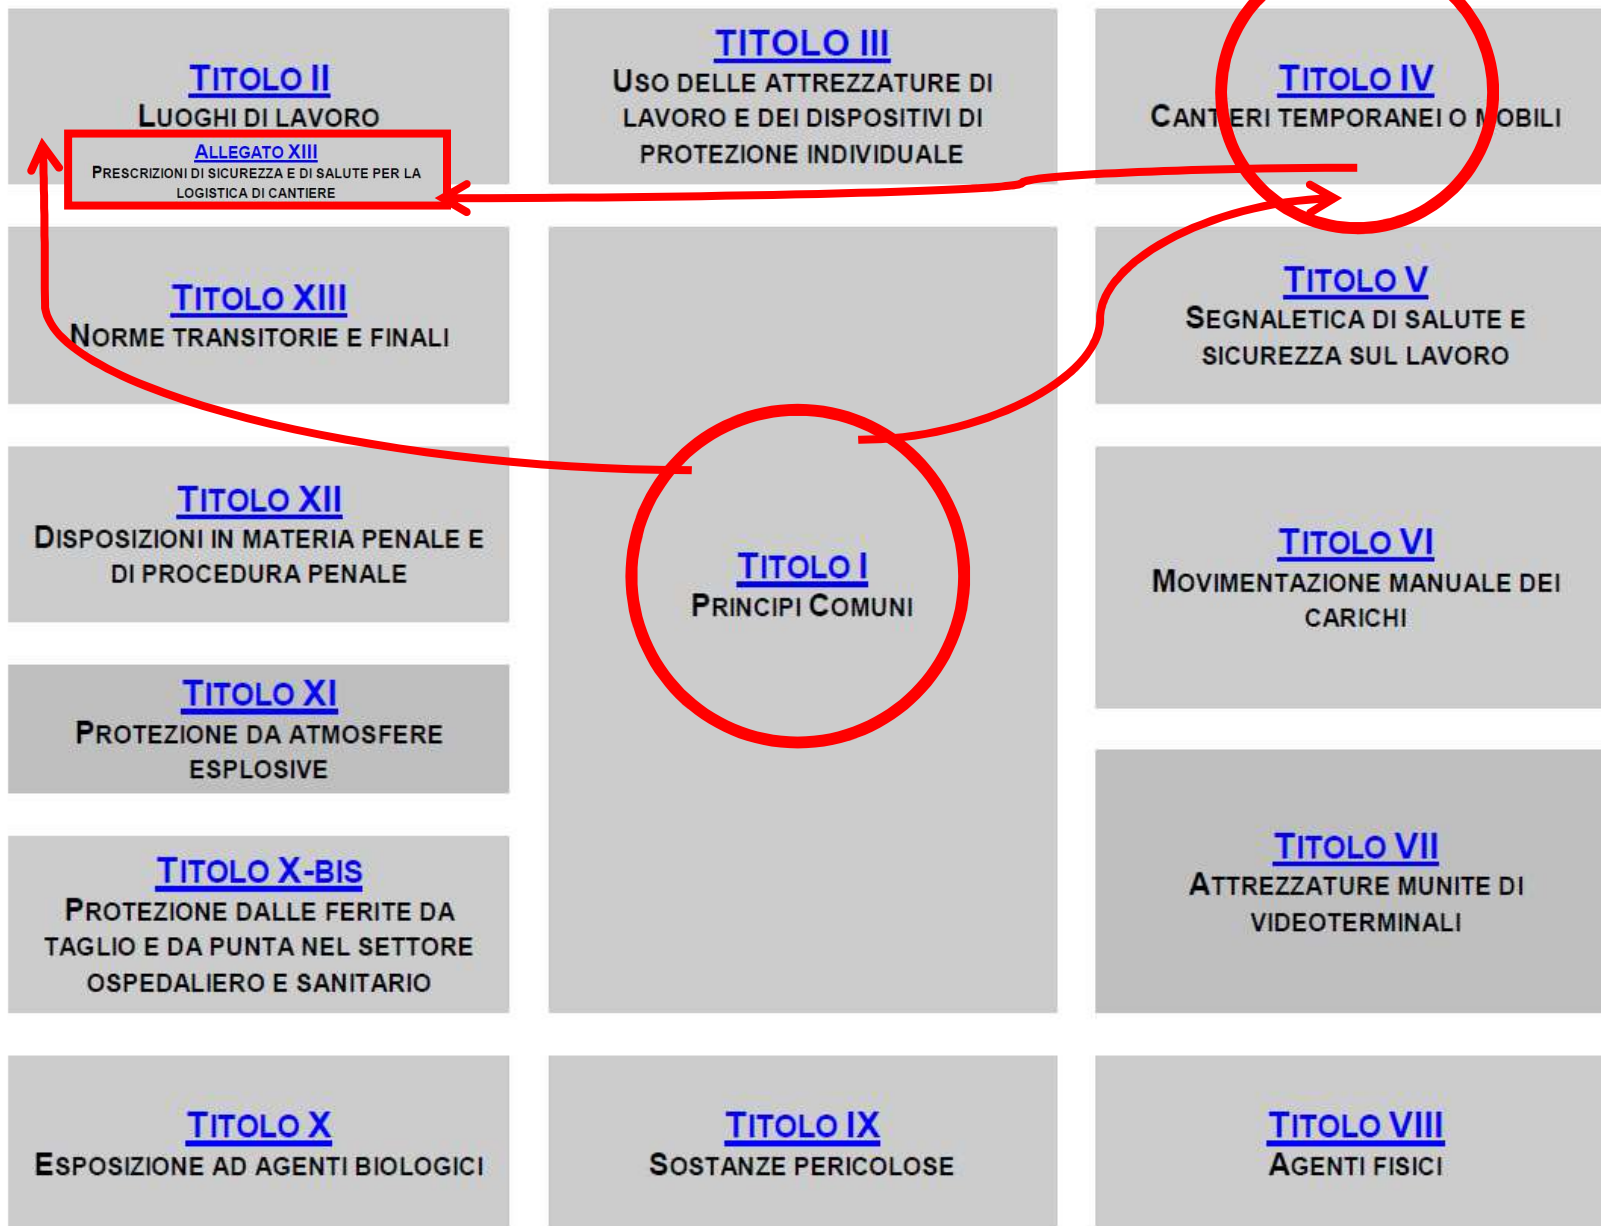 TITOLO II
LUOGHI DI LAVORO
ALLEGATO XIII
PRESCRIZIONI DI SICUREZZA E DI SALUTE PER LA
LOGISTICA DI CANTIERE
TITOLO III
USO DELLE ATTREZZATURE DI
LAVORO E DEI DISPOSITIVI DI
PROTEZIONE INDIVIDUALE
TITOLO IV
CANTIERI TEMPORANEI O MOBILI
TITOLO XIII
NORME TRANSITORIE E FINALI
TITOLO V
SEGNALETICA DI SALUTE E
SICUREZZA SUL LAVORO
TITOLO XII
DISPOSIZIONI IN MATERIA PENALE E
DI PROCEDURA PENALE
TITOLO I
PRINCIPI COMUNI
TITOLO VI
MOVIMENTAZIONE MANUALE DEI
CARICHI
TITOLO XI
PROTEZIONE DA ATMOSFERE
ESPLOSIVE
TITOLO X-BIS
PROTEZIONE DALLE FERITE DA
TAGLIO E DA PUNTA NEL SETTORE
OSPEDALIERO E SANITARIO
TITOLO VII
ATTREZZATURE MUNITE DI
VIDEOTERMINALI
TITOLO X
ESPOSIZIONE AD AGENTI BIOLOGICI
TITOLO IX
SOSTANZE PERICOLOSE
TITOLO VIII
AGENTI FISICI